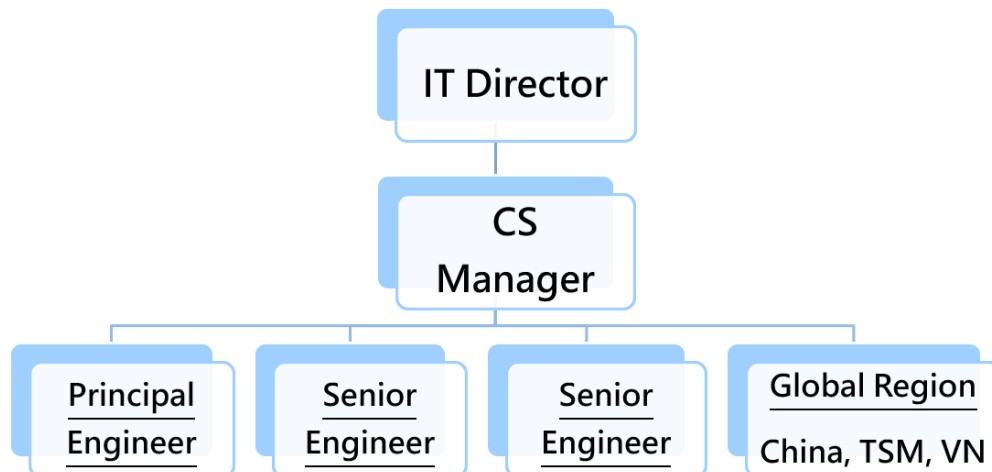 IT Director
CS
Manager
Principal
Engineer
Senior
Engineer
Senior
Engineer
Global Region
China, TSM, VN